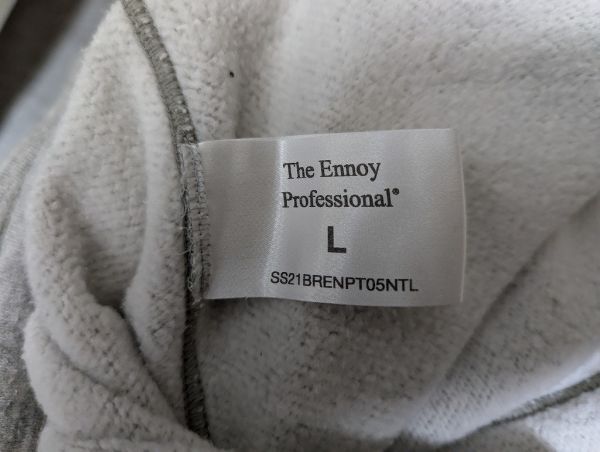 The Ennoy
Professional®
L
SS21BRENPT05NTL